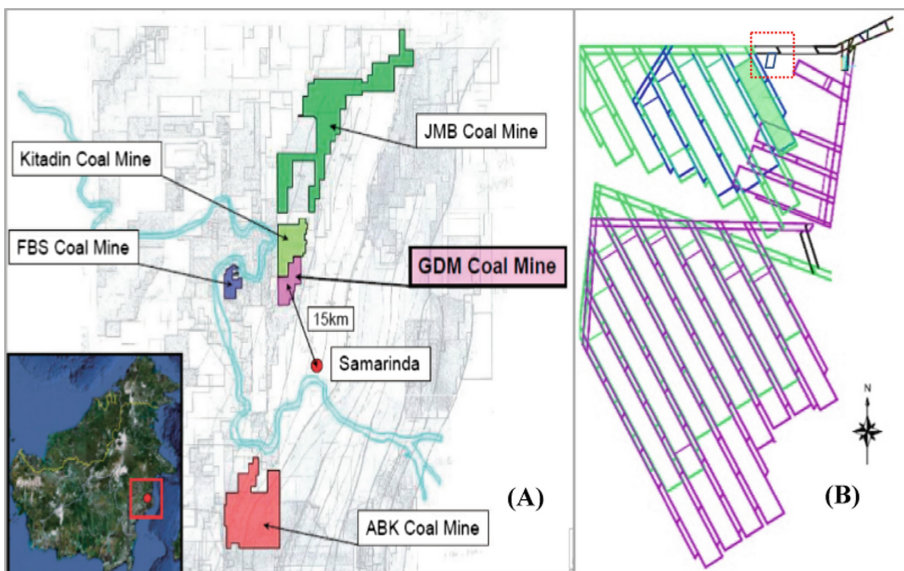 JMB Coal Mine
Kitadin Coal Mine
FBS Coal Mine
GDM Coal Mine
15km
Samarinda
ABK Coal Mine
(A)
N
(B)